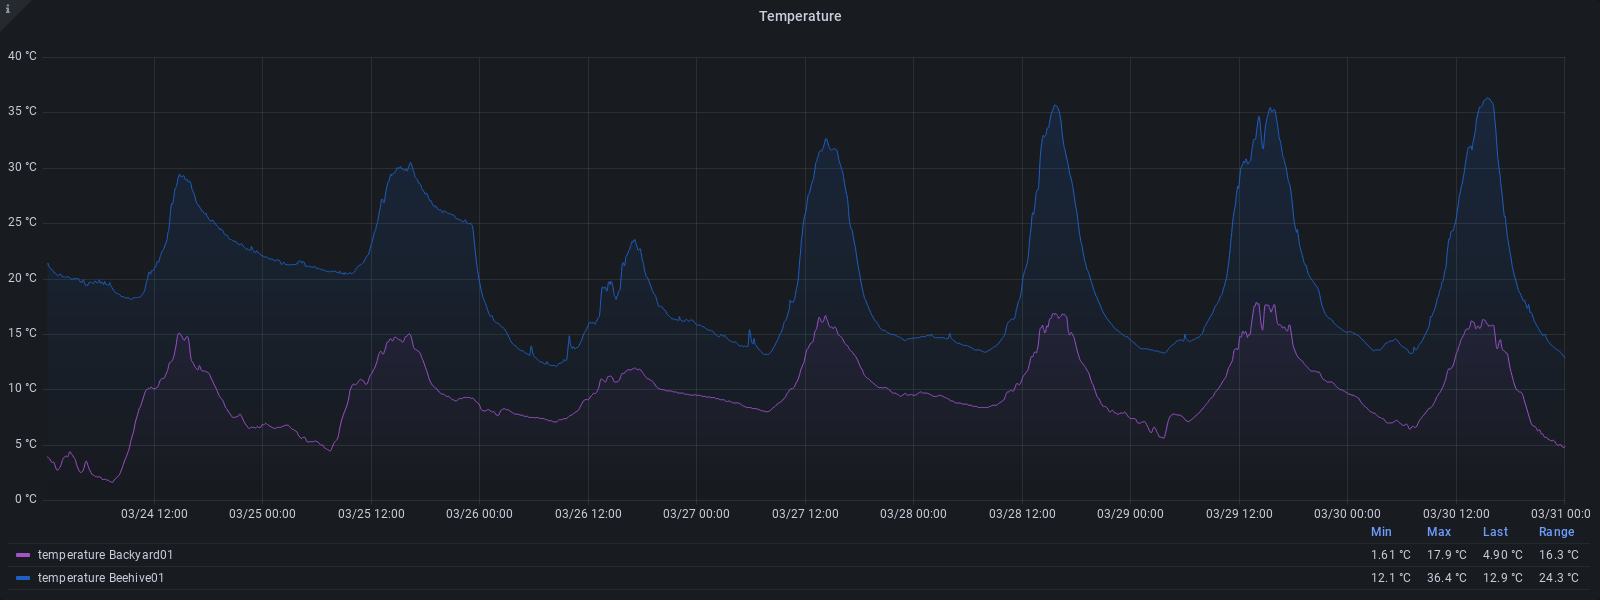 i
Temperature
40 °C
35 °C
30 °C
25 °C
20 °C
15 °C
10 °C
5 °C
0 °C
03/24 12:00 03/25 00:00 03/25 12:00 03/26 00:00 03/26 12:00 03/27 00:00 03/27 12:00 03/28 00:00 03/28 12:00 03/29 00:00 03/29 12:00 03/30 00:00 03/30 12:00 03/31 00:0
Min Max Last Range
temperature Backyard01 1.61 °C 17.9 °C 4.90 °C 16.3 °C
temperature Beehive01 12.1 °C 36.4 °C 12.9 °C 24.3 °C